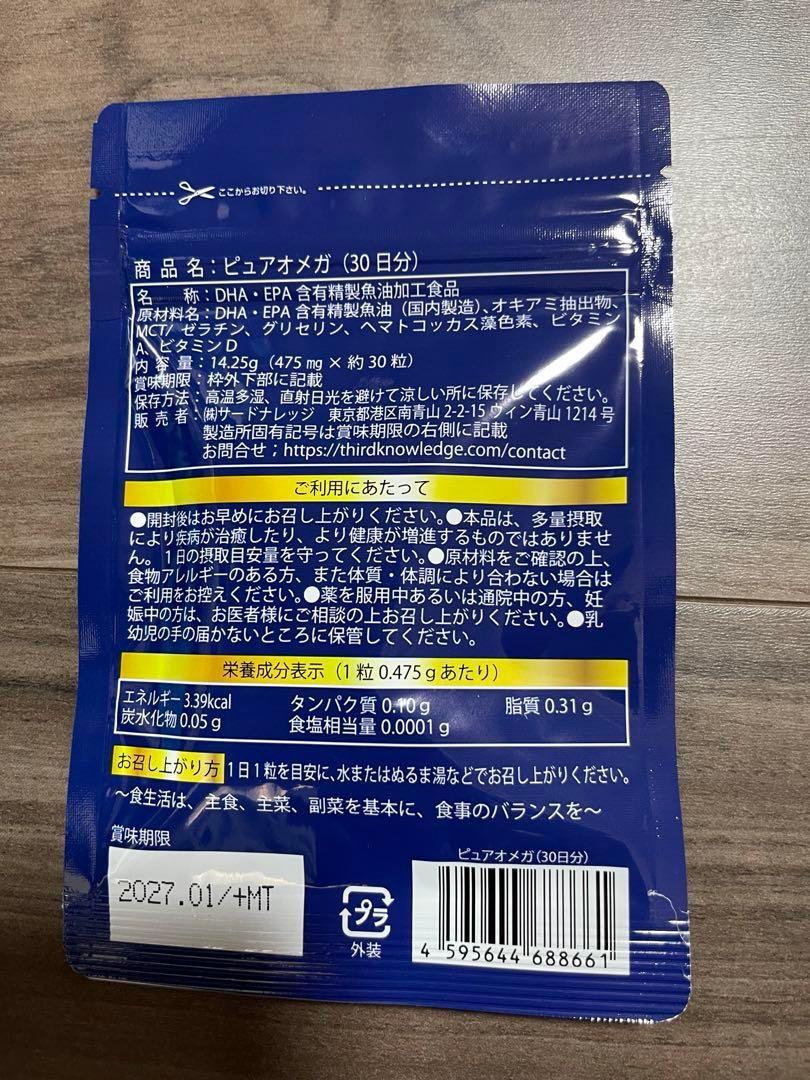 ここからお切り下さい。
商品名：ピュアオメガ（30日分）
名　　称：DHA・EPA含有精製魚油加工食品
原材料名：DHA・EPA含有精製魚油（国内製造）、オキアミ抽出物、
MCT/ ゼラチン、グリセリン、ヘマトコッカス藻色素、ビタミン
A、ビタミンD
内 容 量：14.25g（475㎎×約30粒）
賞味期限：枠外下部に記載
保存方法：高温多湿、直射日光を避けて涼しい所に保存してください。
販 売 者：㈱サードナレッジ　東京都港区南青山2-2-15 ウィン青山1214号
製造所固有記号は賞味期限の右側に記載
お問合せ；https://thirdknowledge.com/contact
ご利用にあたって
●開封後はお早めにお召し上がりください。●本品は、多量摂取
により疾病が治癒したり、より健康が増進するものではありませ
ん。1日の摂取目安量を守ってください。●原材料をご確認の上、
食物アレルギーのある方、また体質・体調により合わない場合は
ご利用をお控えください。●薬を服用中あるいは通院中の方、妊
娠中の方は、お医者様にご相談の上お召し上がりください。●乳
幼児の手の届かないところに保管してください。
栄養成分表示（1粒0.475gあたり）
エネルギー 3.39kcal　タンパク質 0.10g　脂質 0.31g
炭水化物 0.05g　食塩相当量 0.0001g
お召し上がり方 1日1粒を目安に、水またはぬるま湯などでお召し上がりください。
～食生活は、主食、主菜、副菜を基本に、食事のバランスを～
賞味期限
2027.01/+MT
プラ
外装
ピュアオメガ（30日分）
4 595644 688661